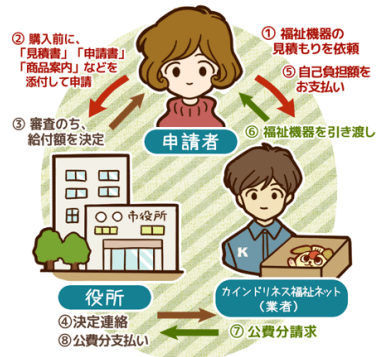 ② 購入前に、
「見積書」「申請書」
「商品案内」などを
添付して申請
① 福祉機器の
見積もりを依頼
⑤ 自己負担額を
お支払い
③ 審査のち、
給付額を決定
申請者
⑥ 福祉機器を引き渡し
〇〇市役所
K
役所
カインドリネス福祉ネット
(業者)
④決定連絡
⑧公費分支払い
⑦公費分請求